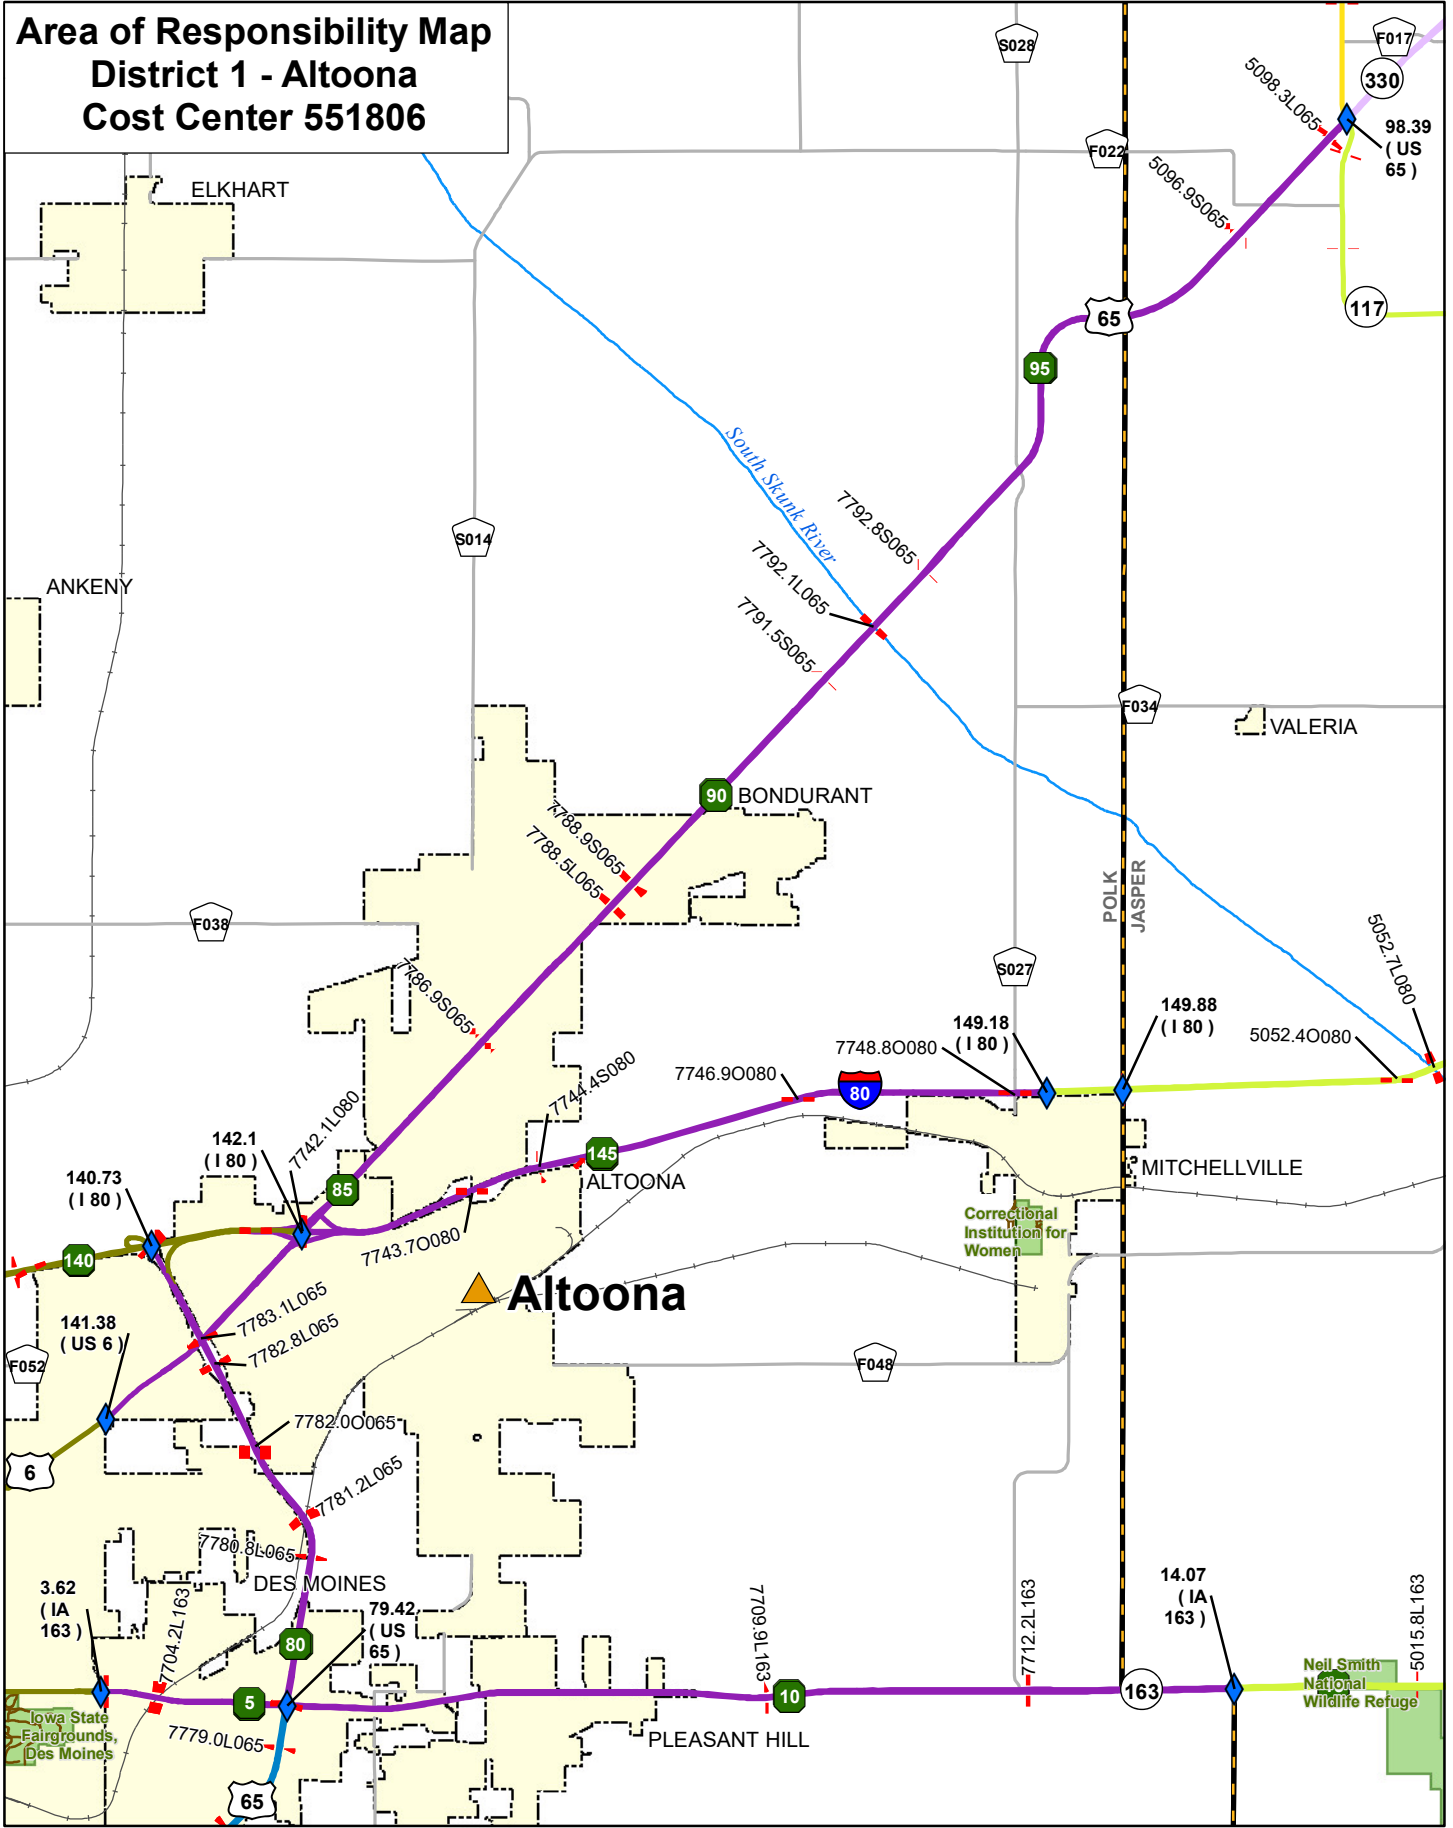 Area of Responsibility Map
District 1 - Altoona
Cost Center 551806
S028
F017
330
5098.3L065
98.39
( US
65 )
F022
5096.9S065
ELKHART
117
65
95
South Skunk River
7792.8S065
S014
7792.1L065
ANKENY
7791.5S065
F034
VALERIA
90
BONDURANT
7788.9S065
7788.5L065
POLK
JASPER
F038
5052.7L080
7786.9S065
S027
149.88
( I 80 )
149.18
( I 80 )
5052.4O080
7748.8O080
7746.9O080
80
7744.4S080
7742.1L080
142.1
( I 80 )
145
MITCHELLVILLE
140.73
( I 80 )
85
ALTOONA
Correctional
Institution for
Women
7743.7O080
140
Altoona
7783.1L065
141.38
( US 6 )
7782.8L065
F052
F048
7782.0O065
6
7781.2L065
7780.8L065
DES MOINES
3.62
( IA
163 )
7704.2L163
79.42
( US
65 )
7709.9L163
7712.2L163
14.07
( IA
163 )
5015.8L163
80
Neil Smith
National
Wildlife Refuge
5
10
163
Iowa State
Fairgrounds,
Des Moines
7779.0L065
PLEASANT HILL
65